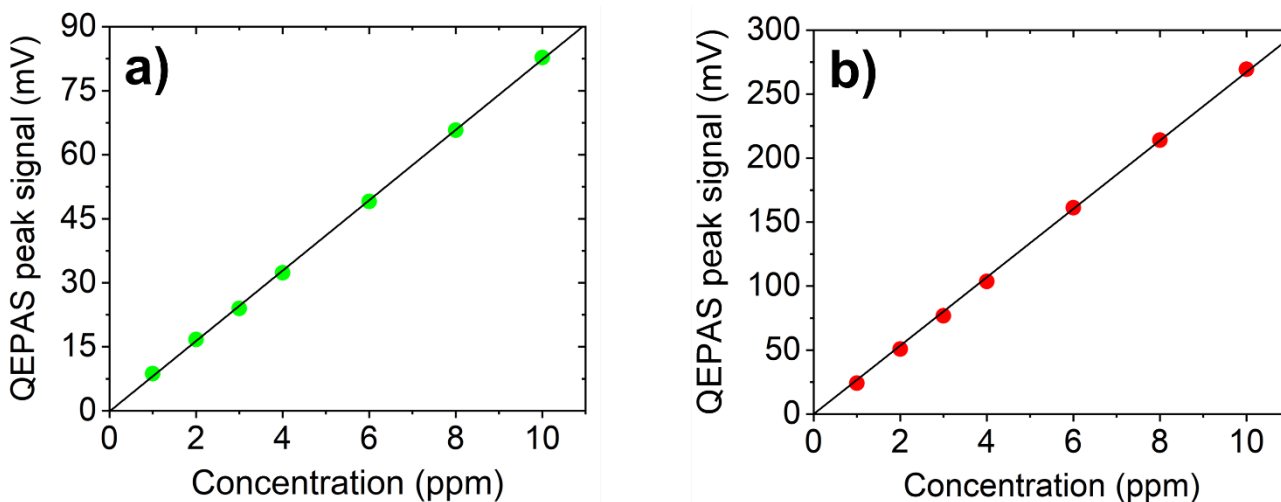 a)
QEPAS peak signal (mV)
90
75
60
45
30
15
0
0 2 4 6 8 10
Concentration (ppm)
b)
QEPAS peak signal (mV)
300
250
200
150
100
50
0
0 2 4 6 8 10
Concentration (ppm)